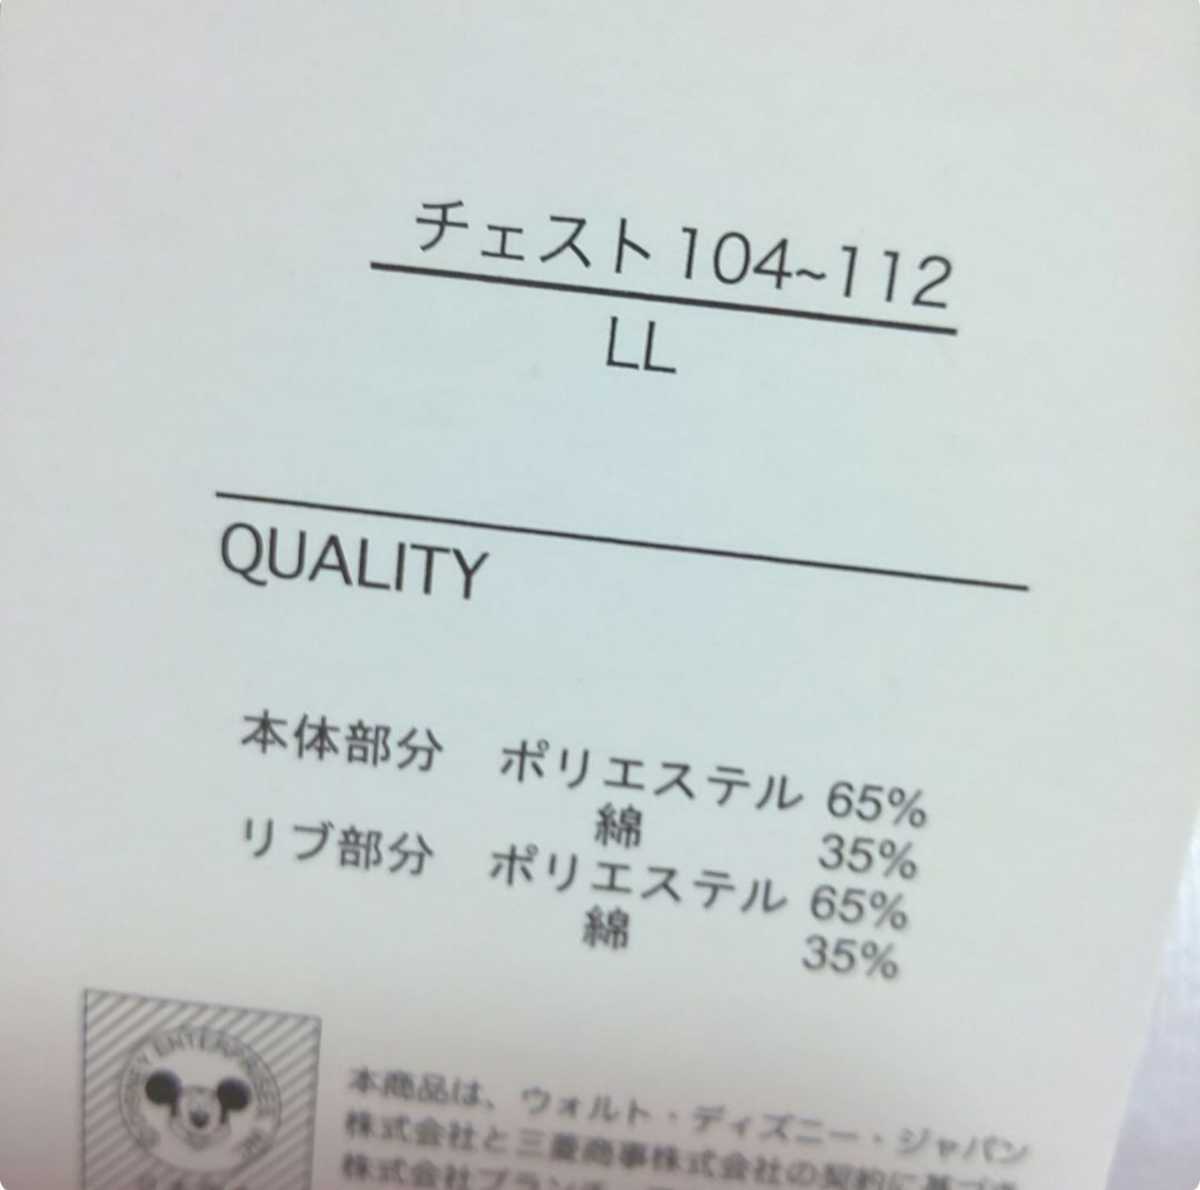 チェスト104~112
LL
QUALITY
本体部分 ポリエステル 65%
綿 35%
リブ部分 ポリエステル 65%
綿 35%
DISNEY ENTERPRISES, INC.
本商品は、ウォルト・ディズニー・ジャパン
株式会社と三菱商事株式会社の契約に基づき
株式会社